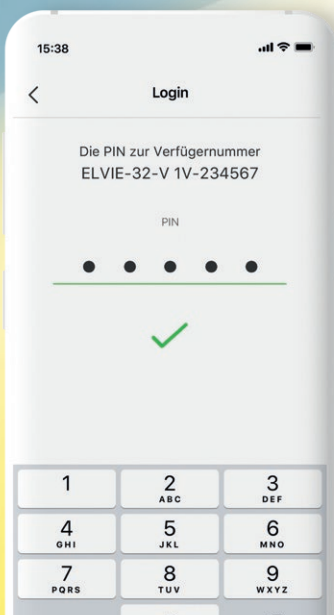 15:38
Login
Die PIN zur Verfügernummer
ELVIE-32-V 1V-234567
PIN
1
2
ABC
3
DEF
4
GHI
5
JKL
6
MNO
7
PQRS
8
TUV
9
WXYZ